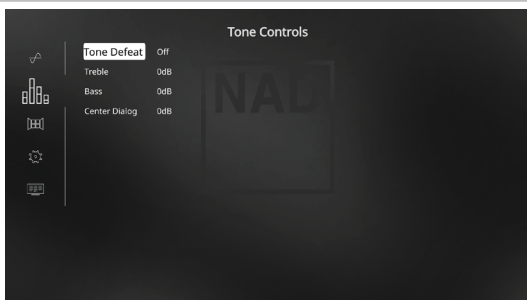 Tone Controls
Tone Defeat Off
Treble 0dB
Bass 0dB
Center Dialog 0dB
NAD